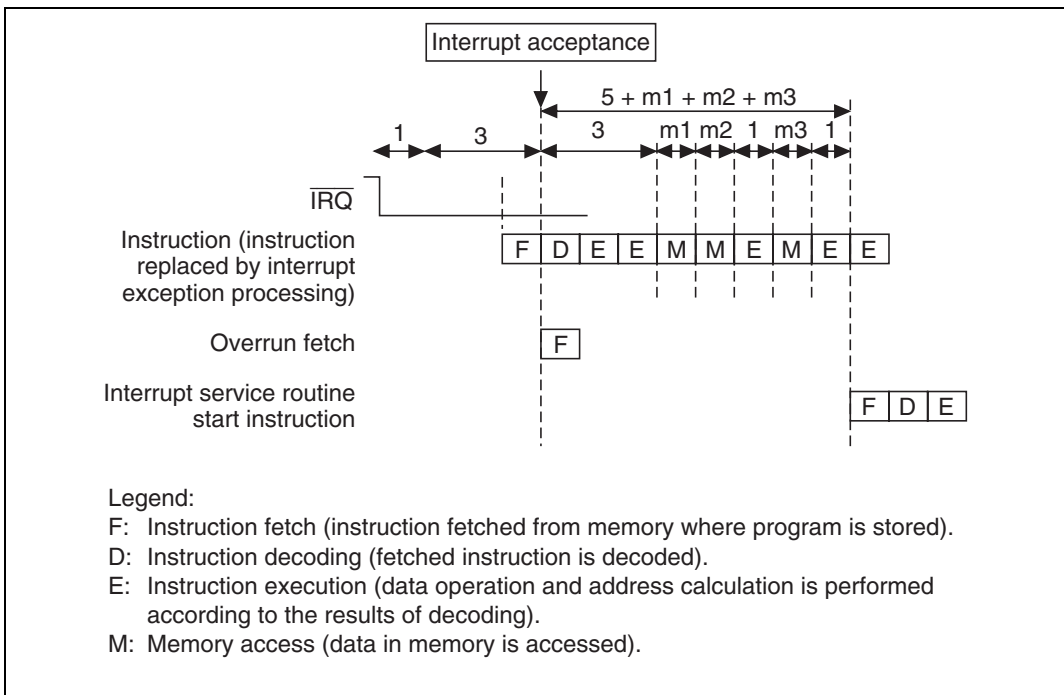 Interrupt acceptance
5 + m1 + m2 + m3
1 3 3 m1 m2 1 m3 1
IRQ
Instruction (instruction
replaced by interrupt
exception processing)
F D E E M M E M E E
Overrun fetch
F
Interrupt service routine
start instruction
F D E
Legend:
F: Instruction fetch (instruction fetched from memory where program is stored).
D: Instruction decoding (fetched instruction is decoded).
E: Instruction execution (data operation and address calculation is performed
according to the results of decoding).
M: Memory access (data in memory is accessed).